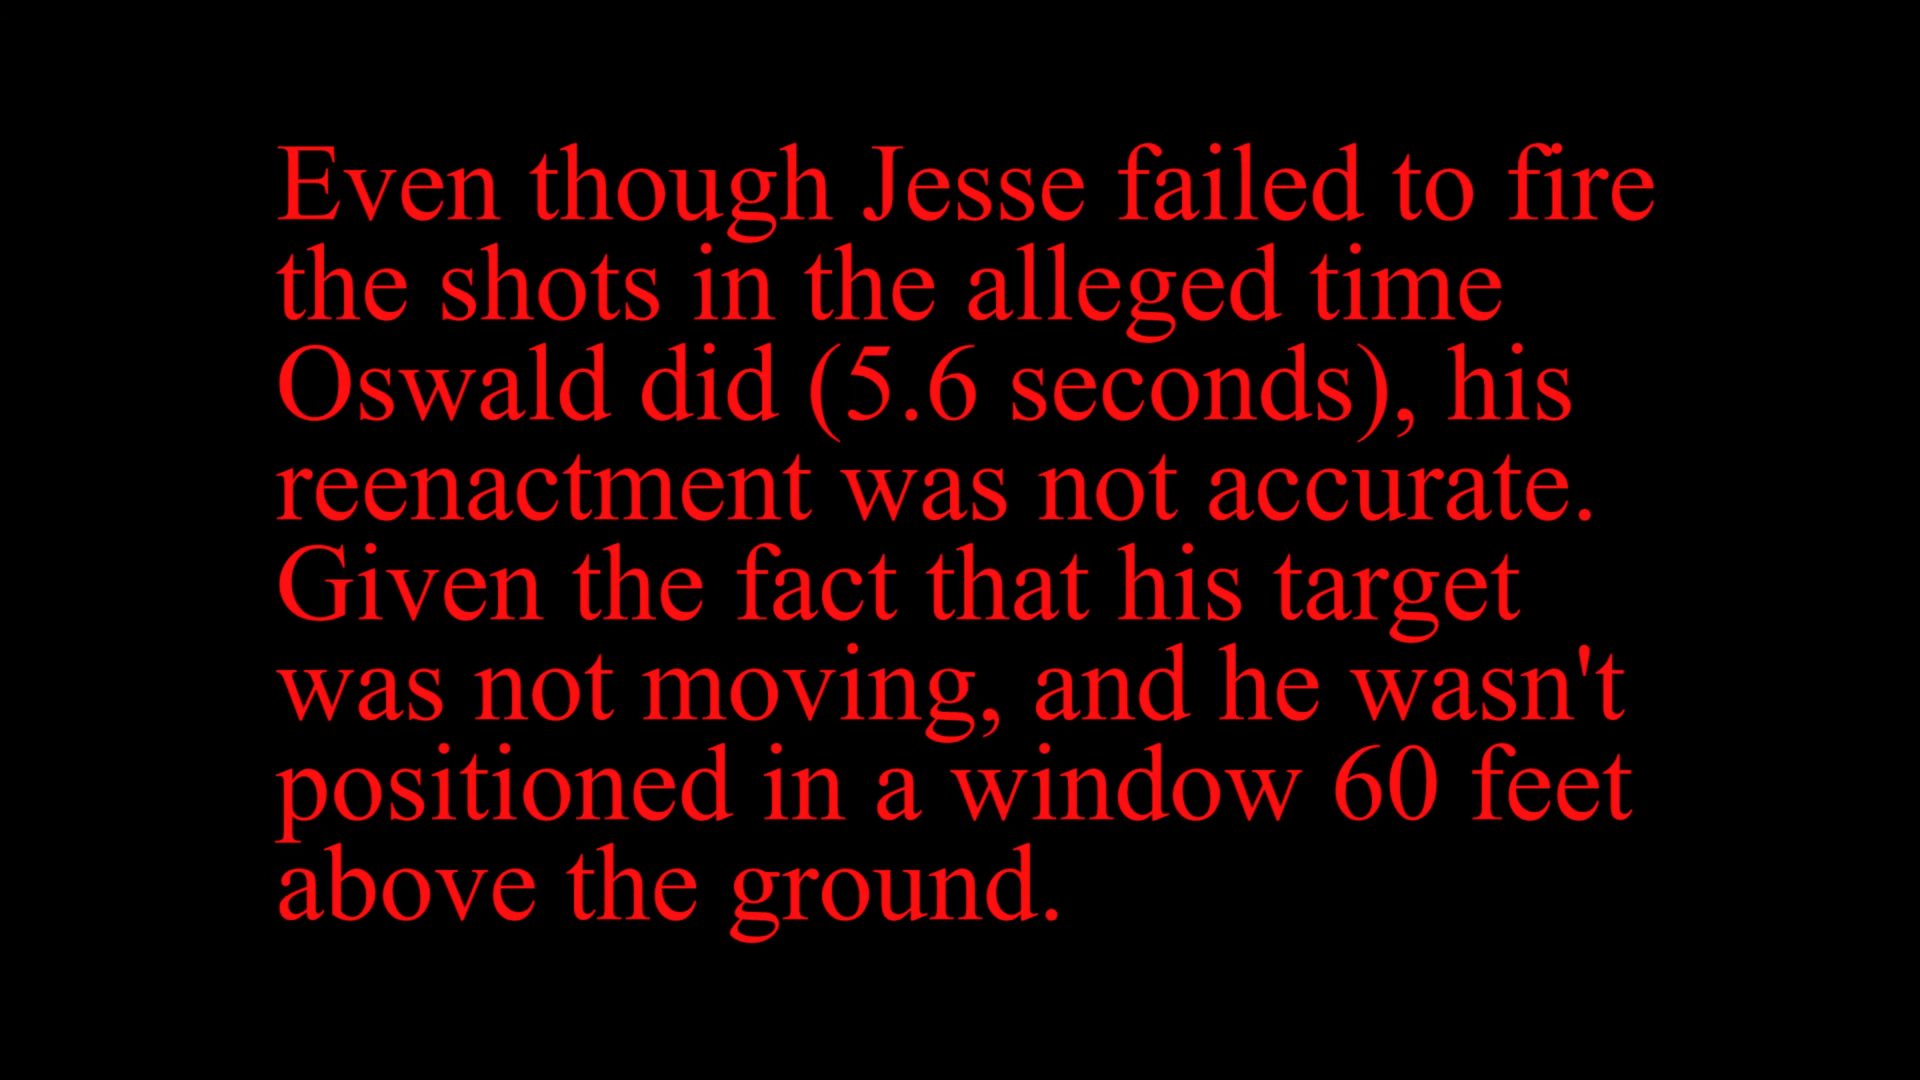 Even though Jesse failed to fire
the shots in the alleged time
Oswald did (5.6 seconds), his
reenactment was not accurate.
Given the fact that his target
was not moving, and he wasn't
positioned in a window 60 feet
above the ground.